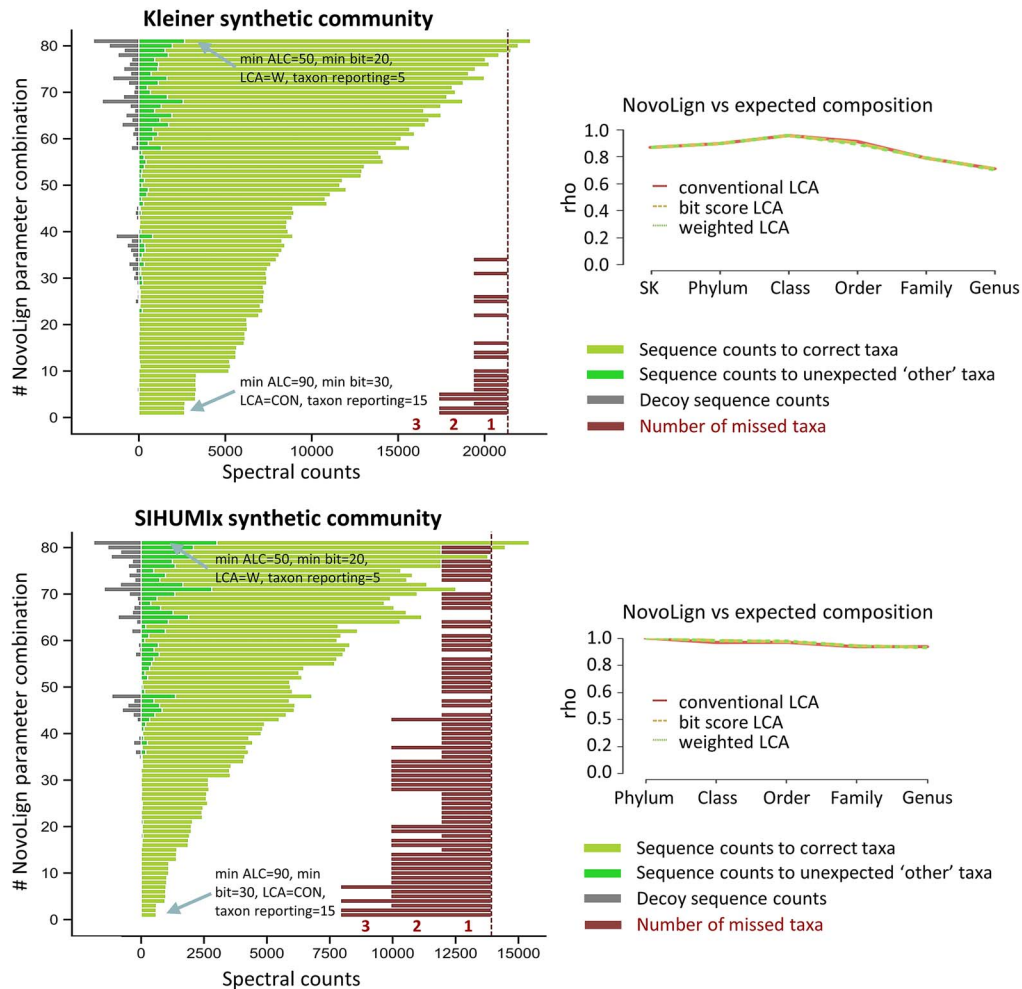 Kleiner synthetic community
# NovoLign parameter combination
80
70
60
50
40
30
20
10
0
min ALC=50, min bit=20,
LCA=W, taxon reporting=5
min ALC=90, min bit=30,
LCA=CON, taxon reporting=15
3 2 1
0 5000 10000 15000 20000
Spectral counts
NovoLign vs expected composition
rho
1.0
0.8
0.6
0.4
0.2
0.0
conventional LCA
bit score LCA
weighted LCA
SK Phylum Class Order Family Genus
Sequence counts to correct taxa
Sequence counts to unexpected ‘other’ taxa
Decoy sequence counts
Number of missed taxa
SIHUMIx synthetic community
# NovoLign parameter combination
80
70
60
50
40
30
20
10
0
min ALC=50, min bit=20,
LCA=W, taxon reporting=5
min ALC=90, min
bit=30, LCA=CON,
taxon reporting=15
3 2 1
0 2500 5000 7500 10000 12500 15000
Spectral counts
NovoLign vs expected composition
rho
1.0
0.8
0.6
0.5
0.2
0.0
conventional LCA
bit score LCA
weighted LCA
Phylum Class Order Family Genus
Sequence counts to correct taxa
Sequence counts to unexpected ‘other’ taxa
Decoy sequence counts
Number of missed taxa